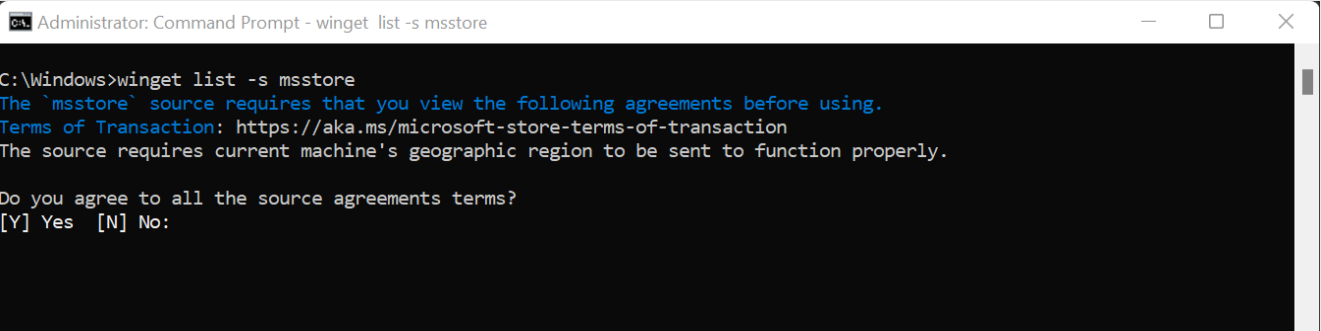 Administrator: Command Prompt - winget  list -s msstore
C:\Windows>winget list -s msstore
The `msstore` source requires that you view the following agreements before using.
Terms of Transaction: https://aka.ms/microsoft-store-terms-of-transaction
The source requires current machine's geographic region to be sent to function properly.
Do you agree to all the source agreements terms?
[Y] Yes  [N] No: